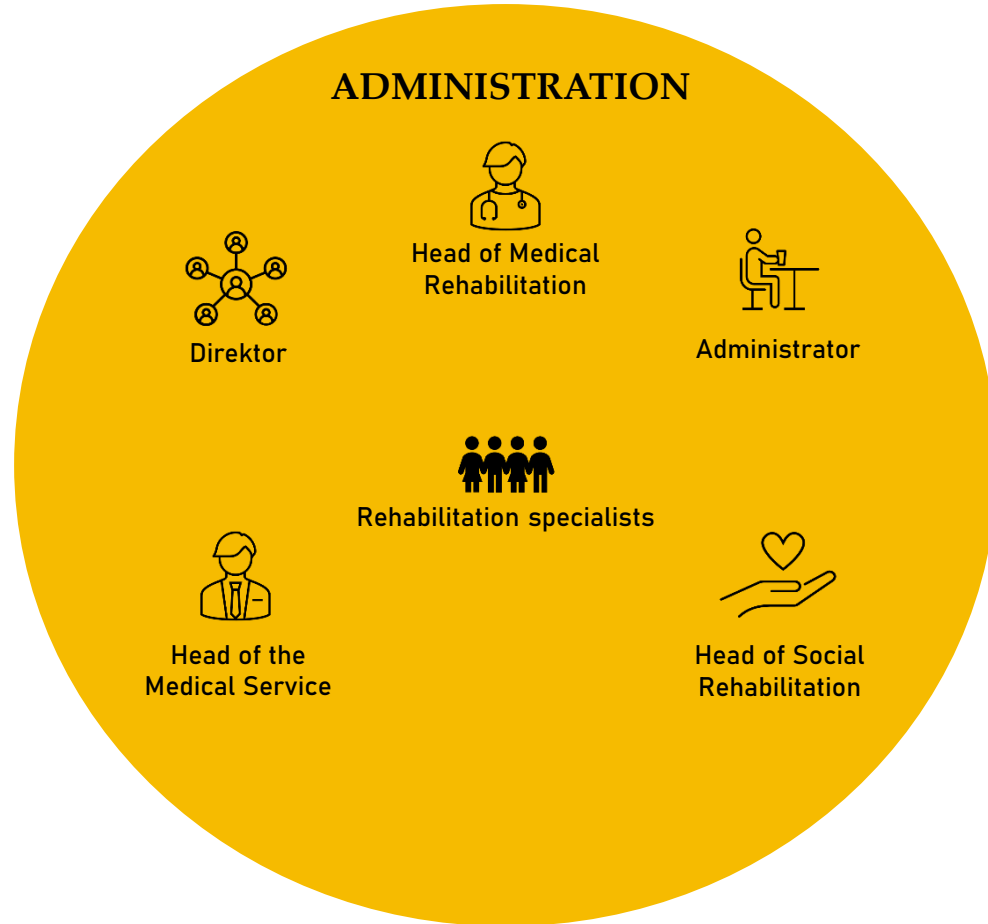 ADMINISTRATION
Head of Medical
Rehabilitation
Direktor
Administrator
Rehabilitation specialists
Head of the
Medical Service
Head of Social
Rehabilitation